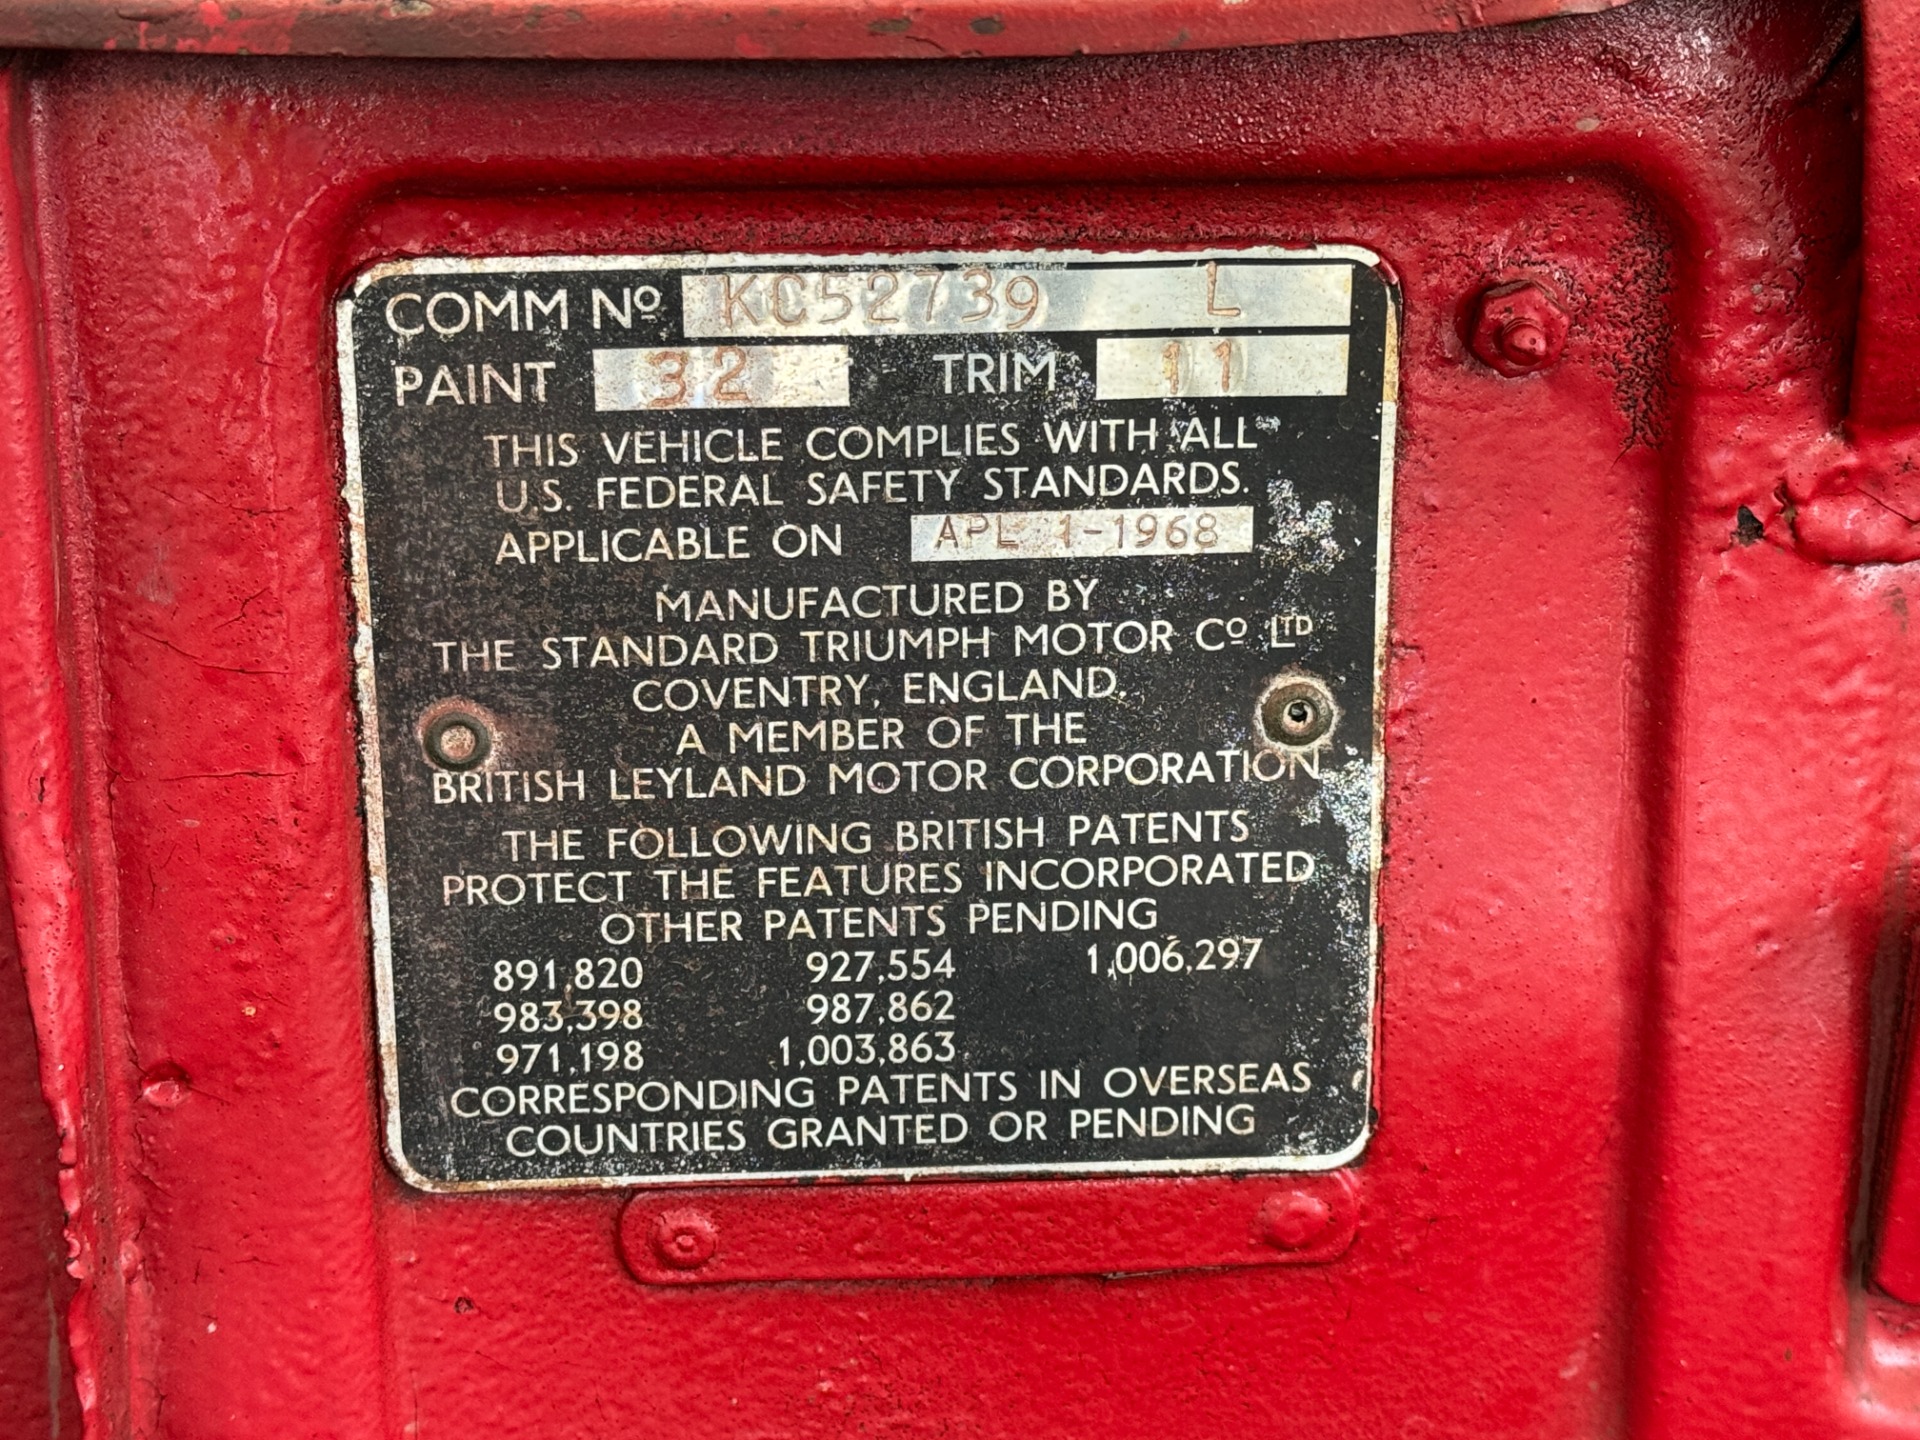 COMM Nº KC52739 L
PAINT 32 TRIM 11
THIS VEHICLE COMPLIES WITH ALL
U.S. FEDERAL SAFETY STANDARDS.
APPLICABLE ON APL 1-1968
MANUFACTURED BY
THE STANDARD TRIUMPH MOTOR Cº LTD
COVENTRY, ENGLAND.
A MEMBER OF THE
BRITISH LEYLAND MOTOR CORPORATION
THE FOLLOWING BRITISH PATENTS
PROTECT THE FEATURES INCORPORATED
OTHER PATENTS PENDING
891,820 927,554 1,006,297
983,398 987,862
971,198 1,003,863
CORRESPONDING PATENTS IN OVERSEAS
COUNTRIES GRANTED OR PENDING